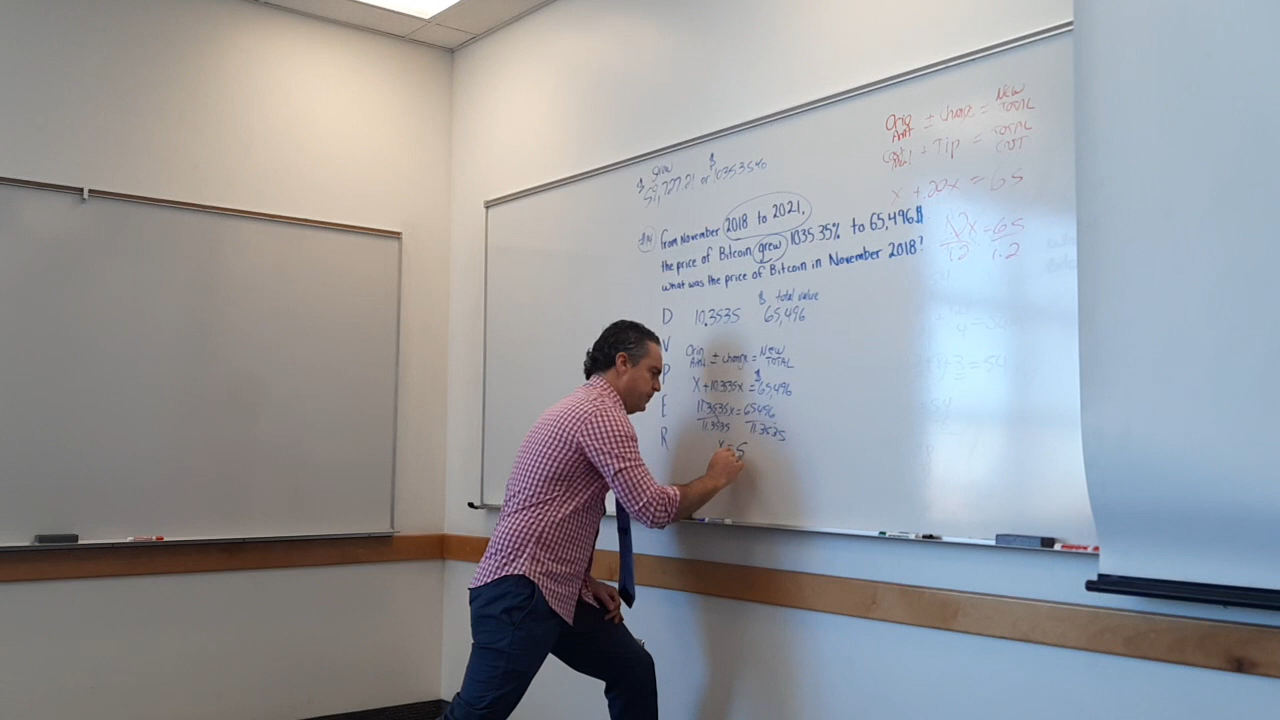 $ grew $
59,727.21 or 1035.35%
#14 From November 2018 to 2021,
the price of Bitcoin grew 1035.35% to 65,496$
what was the price of Bitcoin in November 2018?
D 10.3535 $ total value
65,496
V
P Orig Amt ± change = New TOTAL
X + 10.3535x = $65,496
E 11.3535x = 65496
11.3535 11.3535
R x = 5
Orig Amt ± change = New TOTAL
+ Tip = TOTAL
x + .20x = 65
1.2x = 65
1.2 1.2